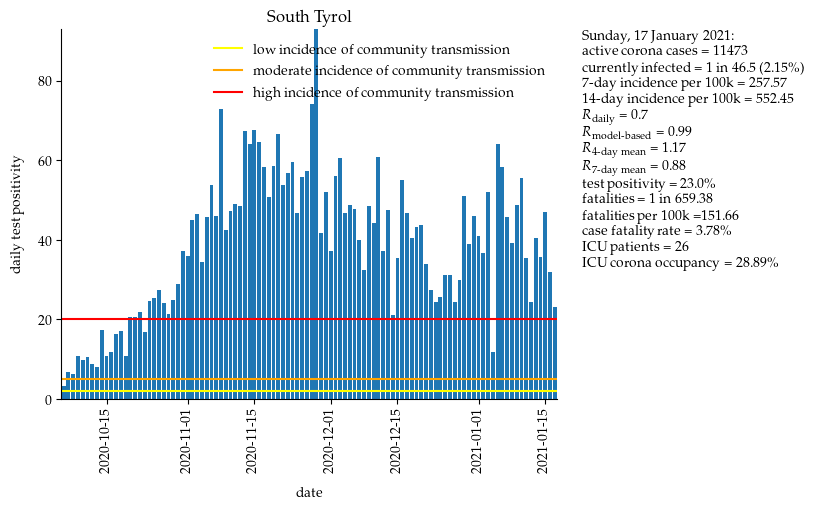 South Tyrol
low incidence of community transmission
moderate incidence of community transmission
high incidence of community transmission
daily test positivity
80
60
40
20
0
2020-10-15
2020-11-01
2020-11-15
2020-12-01
2020-12-15
2021-01-01
2021-01-15
date
Sunday, 17 January 2021:
active corona cases = 11473
currently infected = 1 in 46.5 (2.15%)
7-day incidence per 100k = 257.57
14-day incidence per 100k = 552.45
R daily = 0.7
R model-based = 0.99
R 4-day mean = 1.17
R 7-day mean = 0.88
test positivity = 23.0%
fatalities = 1 in 659.38
fatalities per 100k =151.66
case fatality rate = 3.78%
ICU patients = 26
ICU corona occupancy = 28.89%